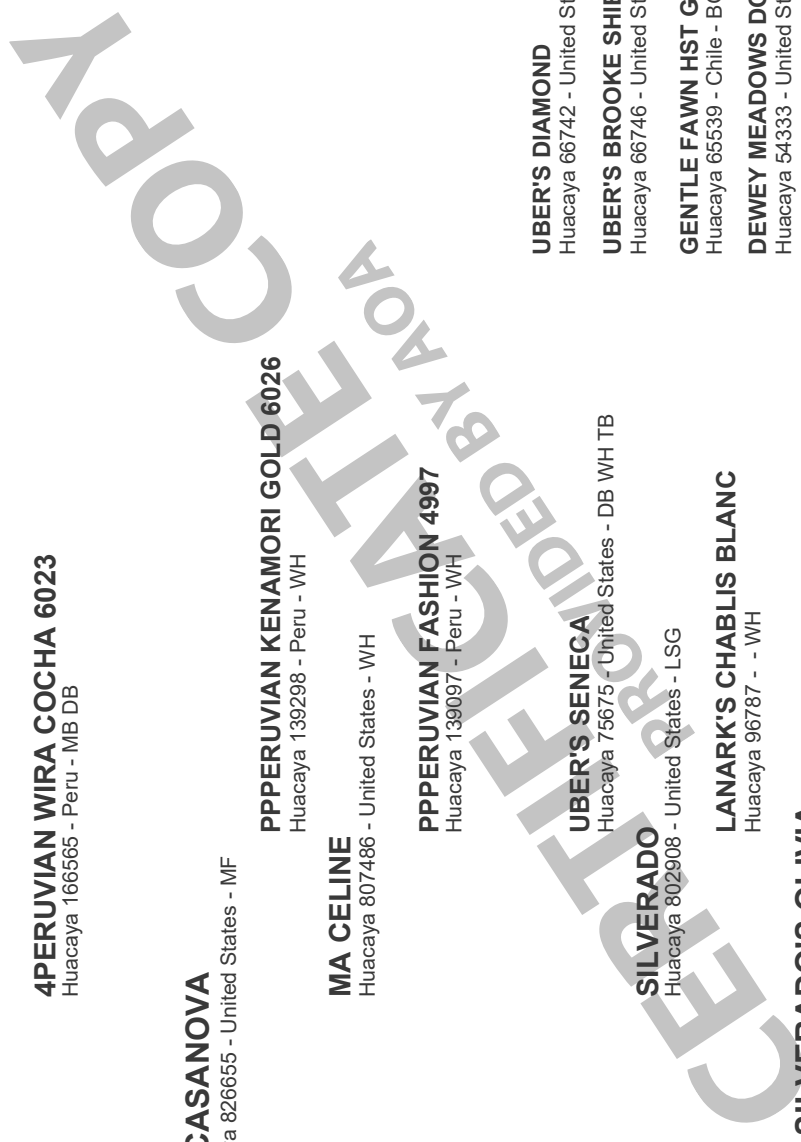 4PERUVIAN WIRA COCHA 6023
Huacaya 166565 - Peru - MB DB
CASANOVA
826655 - United States - MF
PPPERUVIAN KENAMORI GOLD 6026
Huacaya 139298 - Peru - WH
MA CELINE
Huacaya 807486 - United States - WH
PPPERUVIAN FASHION 4997
Huacaya 139097 - Peru - WH
UBER'S DIAMOND
Huacaya 66742 - United
UBER'S SENECA
Huacaya 75675 - United States - DB WH TB
UBER'S BROOKE
Huacaya 66746 - United
SILVERADO
Huacaya 802908 - United States - LSG
GENTLE FAWN HST
Huacaya 65539 - Chile -
LANARK'S CHABLIS BLANC
Huacaya 96787 - - WH
DEWEY MEADOWS
Huacaya 54333 - United
SILVERADO'S OLIVIA
CERTIFICATE COPY
PROVIDED BY AOA